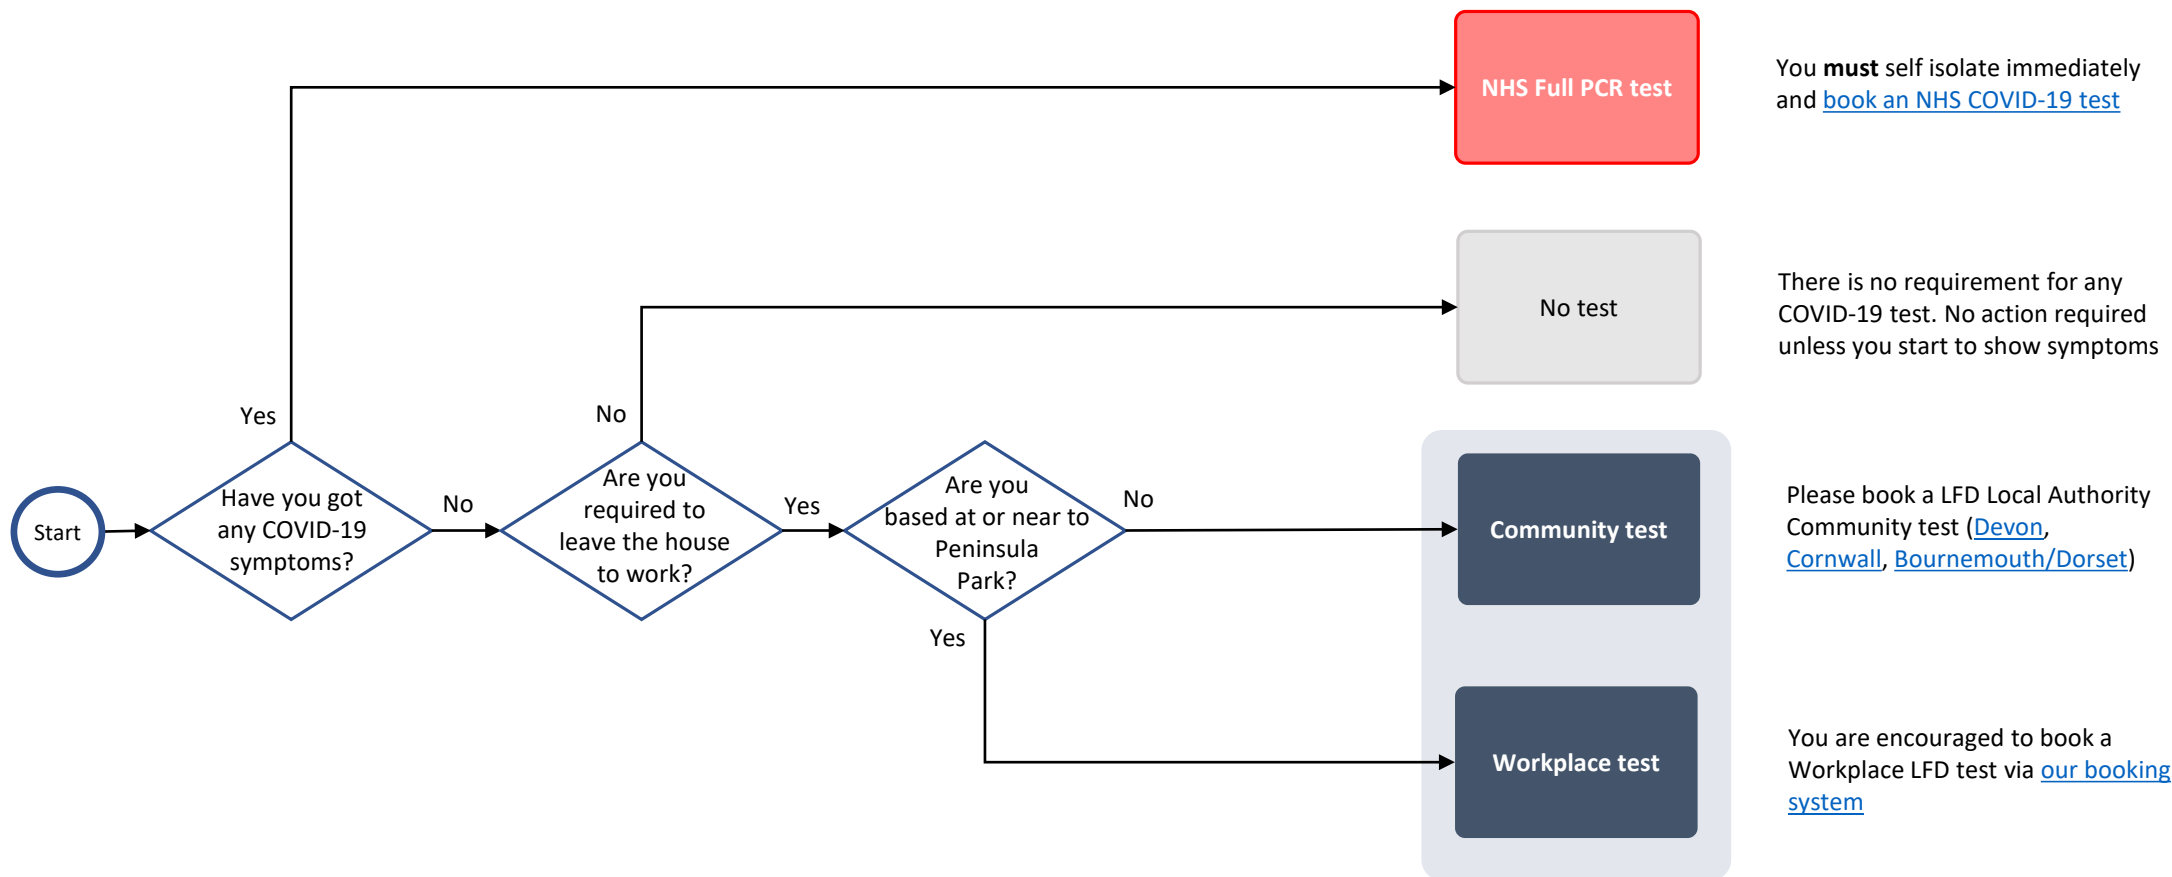 NHS Full PCR test
You must self isolate immediately
and book an NHS COVID-19 test
No test
There is no requirement for any
COVID-19 test. No action required
unless you start to show symptoms
Yes
No
Start
Have you got
any COVID-19
symptoms?
No
Are you
required to
leave the house
to work?
Yes
Are you
based at or near to
Peninsula
Park?
No
Yes
Community test
Please book a LFD Local Authority
Community test (Devon,
Cornwall, Bournemouth/Dorset)
Workplace test
You are encouraged to book a
Workplace LFD test via our booking
system